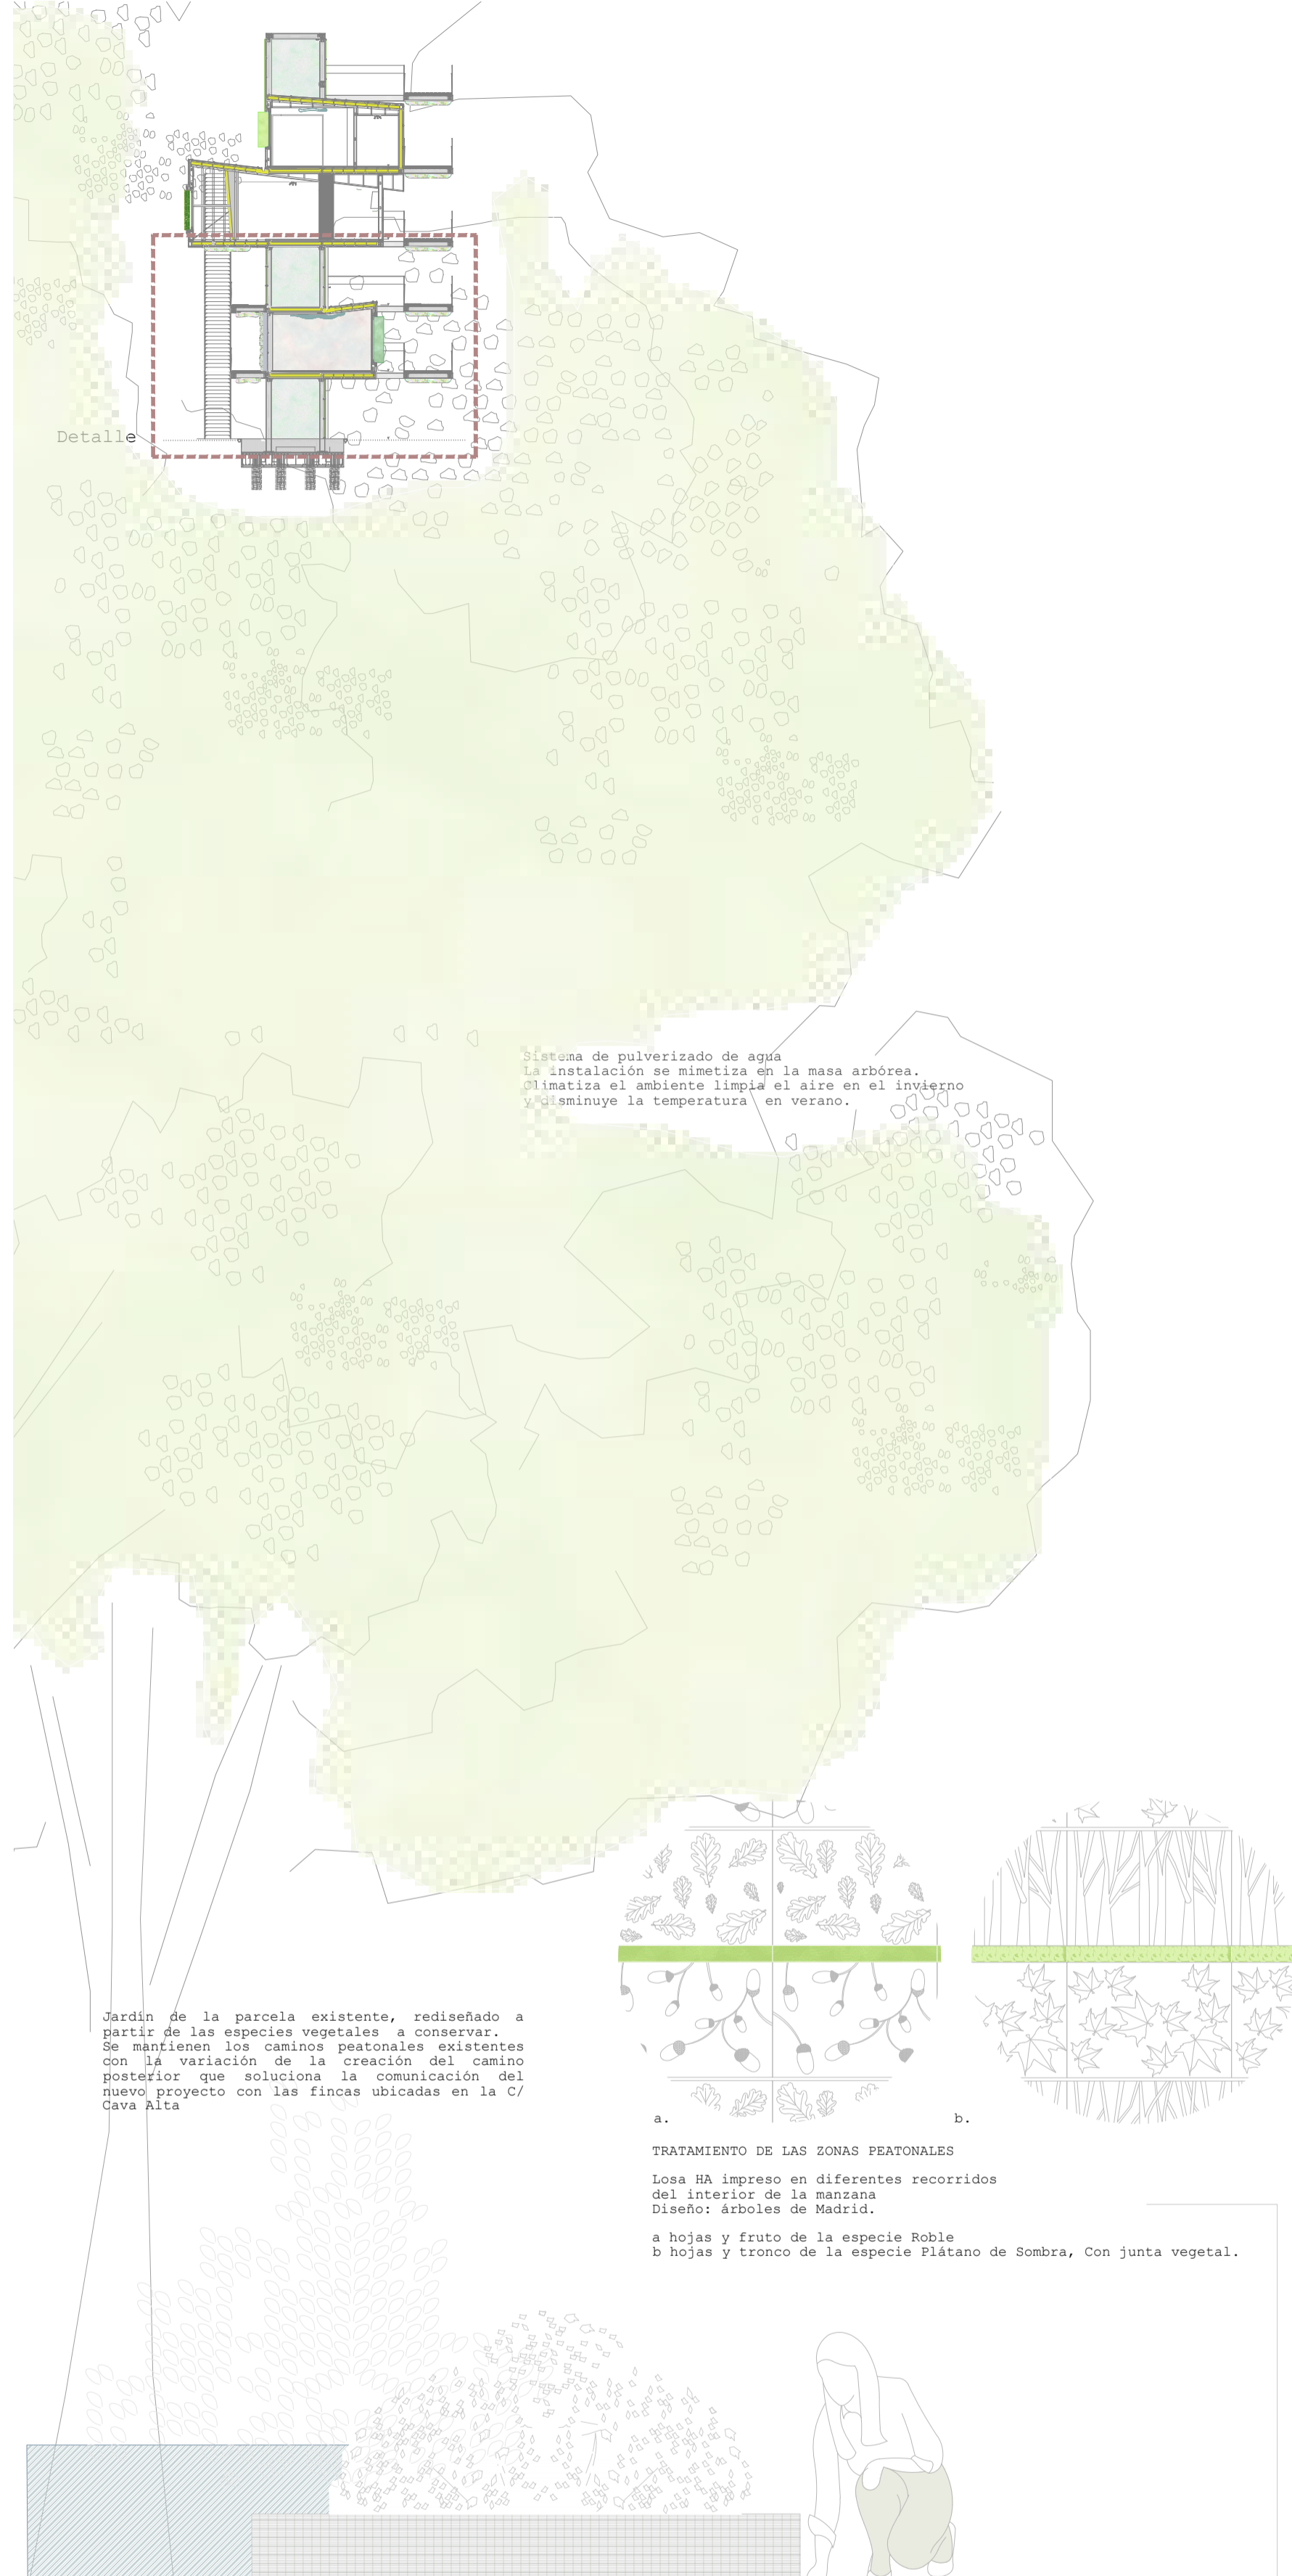 Detalle
Sistema de pulverizado de agua
La instalación se mimetiza en la masa arbórea.
Climatiza el ambiente limpia el aire en el invierno
y disminuye la temperatura en verano.
Jardín de la parcela existente, rediseñado a
partir de las especies vegetales a conservar.
Se mantienen los caminos peatonales existentes
con la variación de la creación del camino
posterior que soluciona la comunicación del
nuevo proyecto con las fincas ubicadas en la C/
Cava Alta
a.
b.
TRATAMIENTO DE LAS ZONAS PEATONALES
Losa HA impreso en diferentes recorridos
del interior de la manzana
Diseño: árboles de Madrid.
a hojas y fruto de la especie Roble
b hojas y tronco de la especie Plátano de Sombra, Con junta vegetal.